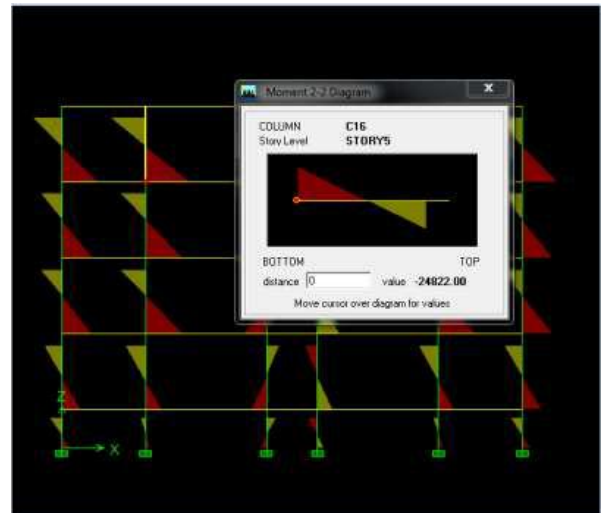 Moment 2-2 Diagram
X
COLUMN C16
Story Level STORY5
BOTTOM TOP
distance 0 value -24822.00
Move cursor over diagram for values
Z
X